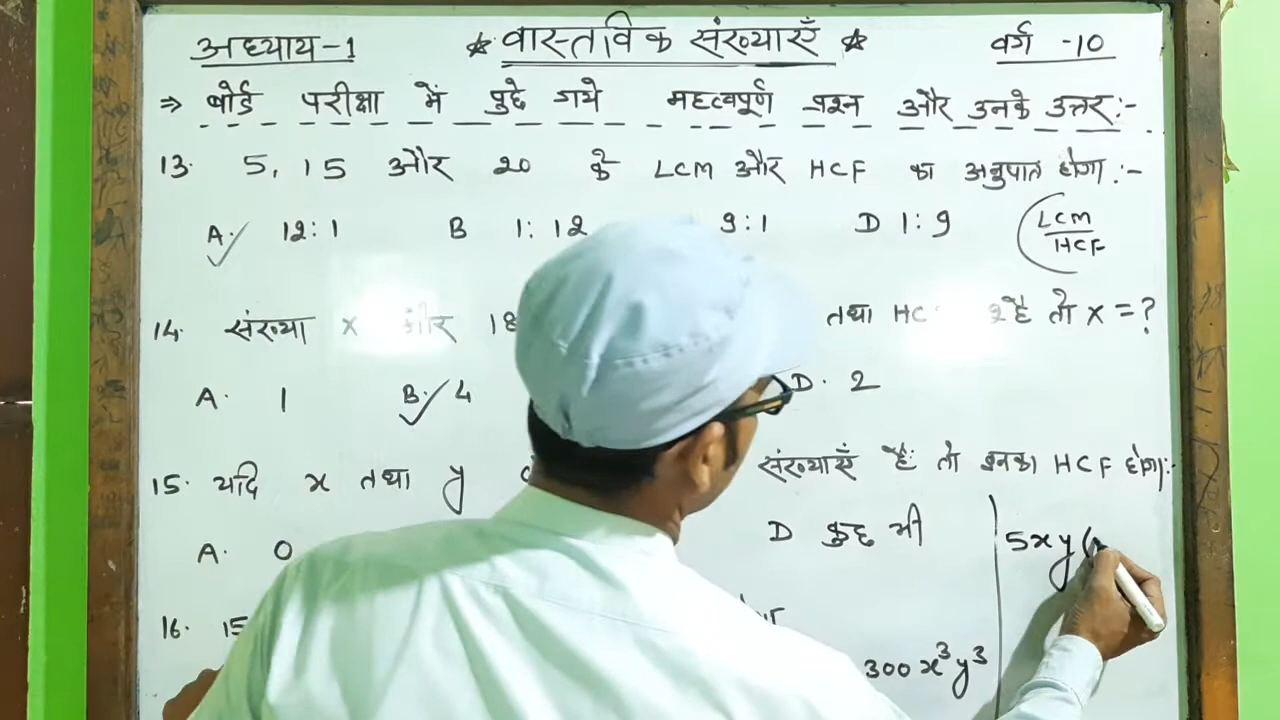 अध्याय-1 ☆ वास्तविक संख्याएँ ☆ वर्ग -10
⇒ बोर्ड परीक्षा में पुछे गये महत्वपूर्ण प्रश्न और उनके उत्तर:-
13. 5, 15 और 20 के LCM और HCF का अनुपात होगा:-
A. ✓ 12:1 B 1:12 9:1 D 1:9 LCM/HCF
14. संख्या x और 18 तथा HC है तो x = ?
A. 1 B. ✓ 4 D. 2
15. यदि x तथा y संख्याएँ है तो इनका HCF होगा:-
A. 0 D कुछ भी
5xy(
16. 15
300x³y³